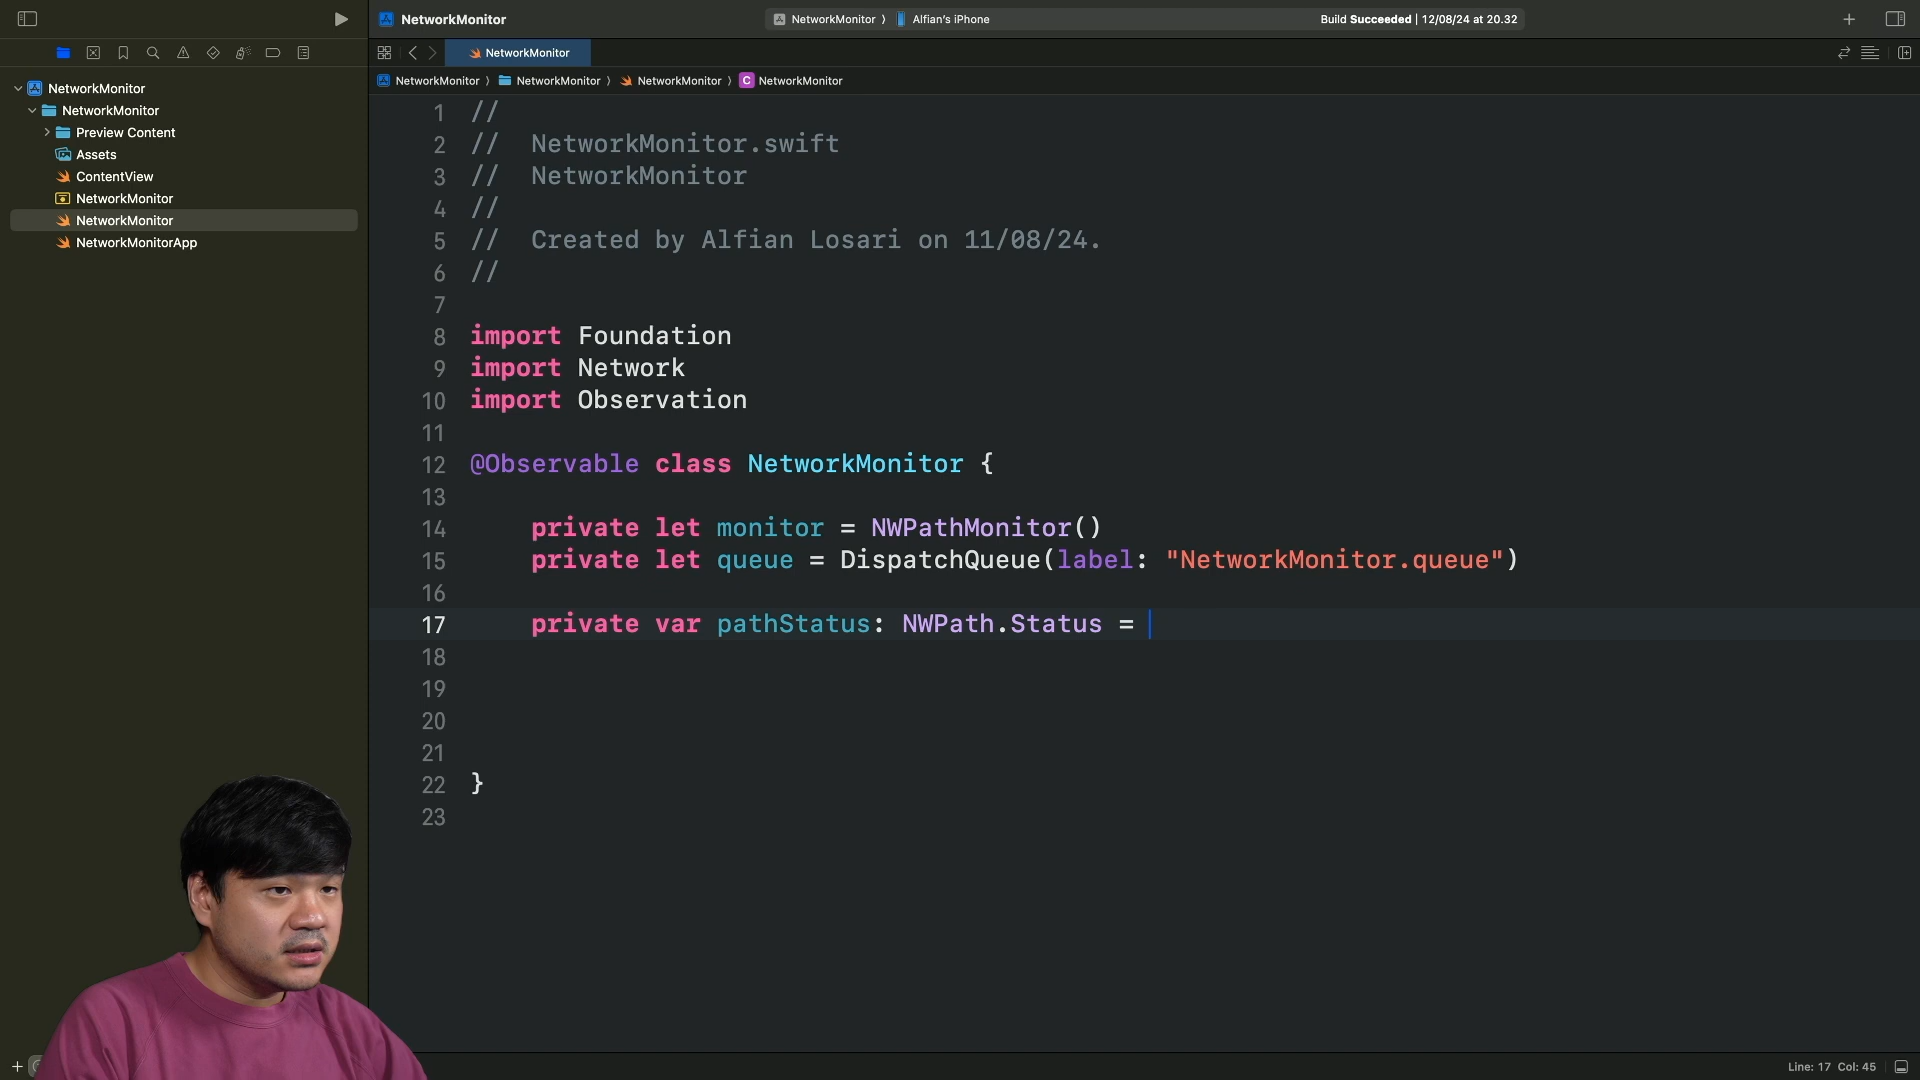 NetworkMonitor
NetworkMonitor 〉 Alfian's iPhone
Build Succeeded | 12/08/24 at 20.32
NetworkMonitor
NetworkMonitor 〉 NetworkMonitor 〉 NetworkMonitor 〉 C NetworkMonitor
NetworkMonitor
NetworkMonitor
Preview Content
Assets
ContentView
NetworkMonitor
NetworkMonitor
NetworkMonitorApp
1 //
2 //  NetworkMonitor.swift
3 //  NetworkMonitor
4 //
5 //  Created by Alfian Losari on 11/08/24.
6 //
7
8 import Foundation
9 import Network
10 import Observation
11
12 @Observable class NetworkMonitor {
13
14     private let monitor = NWPathMonitor()
15     private let queue = DispatchQueue(label: "NetworkMonitor.queue")
16
17     private var pathStatus: NWPath.Status =
18
19
20
21
22 }
23
Line: 17 Col: 45